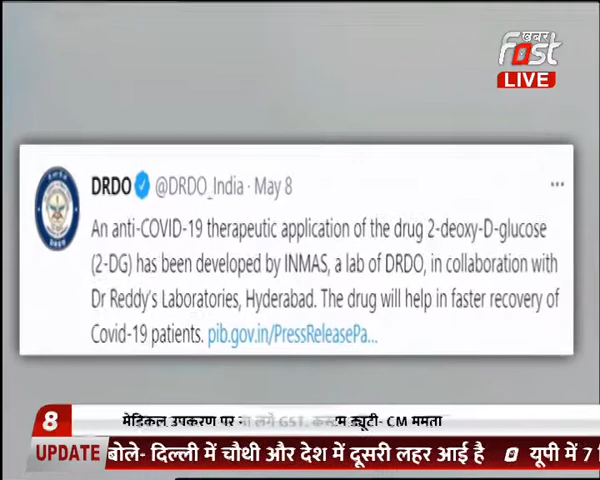 खबर
Fast
LIVE
DRDO @DRDO_India · May 8
An anti-COVID-19 therapeutic application of the drug 2-deoxy-D-glucose
(2-DG) has been developed by INMAS, a lab of DRDO, in collaboration with
Dr Reddy's Laboratories, Hyderabad. The drug will help in faster recovery of
Covid-19 patients. pib.gov.in/PressReleasePa...
8 मेडिकल उपकरण पर ना लगे GST, कस्टम ड्यूटी- CM ममता
UPDATE बोले- दिल्ली में चौथी और देश में दूसरी लहर आई है यूपी में 7